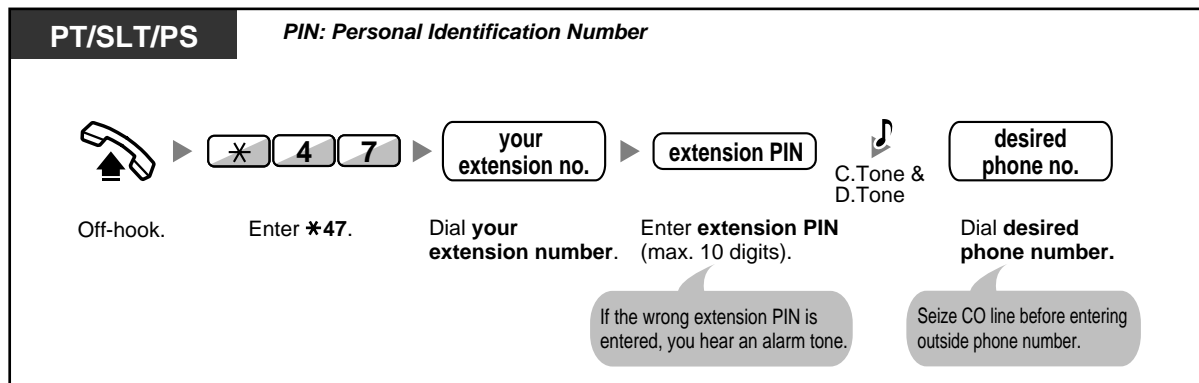 PT/SLT/PS
PIN: Personal Identification Number
* 4 7
your
extension no.
extension PIN
C.Tone &
D.Tone
desired
phone no.
Off-hook.
Enter *47.
Dial your
extension number.
Enter extension PIN
(max. 10 digits).
Dial desired
phone number.
If the wrong extension PIN is
entered, you hear an alarm tone.
Seize CO line before entering
outside phone number.